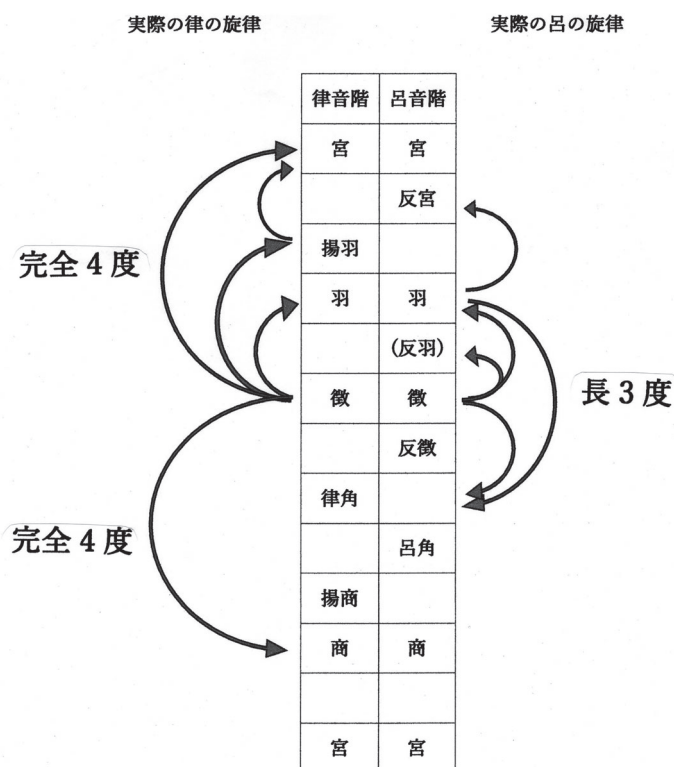 実際の律の旋律 実際の呂の旋律
律音階 呂音階
宮 宮
反宮
揚羽
完全4度
羽 羽
(反羽)
徴 徴
長3度
反徴
律角
完全4度
呂角
揚商
商 商
宮 宮